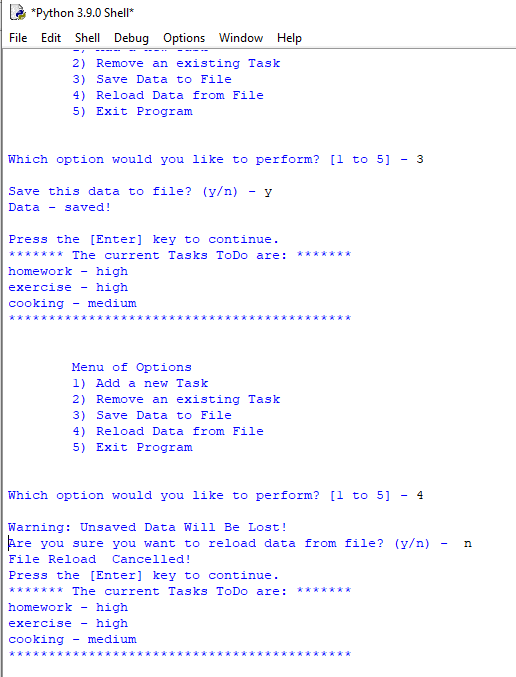 *Python 3.9.0 Shell*
File Edit Shell Debug Options Window Help
1) Add a new Task
2) Remove an existing Task
3) Save Data to File
4) Reload Data from File
5) Exit Program
Which option would you like to perform? [1 to 5] - 3
Save this data to file? (y/n) - y
Data - saved!
Press the [Enter] key to continue.
******* The current Tasks ToDo are: *******
homework - high
exercise - high
cooking - medium
*******************************************
Menu of Options
1) Add a new Task
2) Remove an existing Task
3) Save Data to File
4) Reload Data from File
5) Exit Program
Which option would you like to perform? [1 to 5] - 4
Warning: Unsaved Data Will Be Lost!
Are you sure you want to reload data from file? (y/n) -  n
File Reload  Cancelled!
Press the [Enter] key to continue.
******* The current Tasks ToDo are: *******
homework - high
exercise - high
cooking - medium
*******************************************